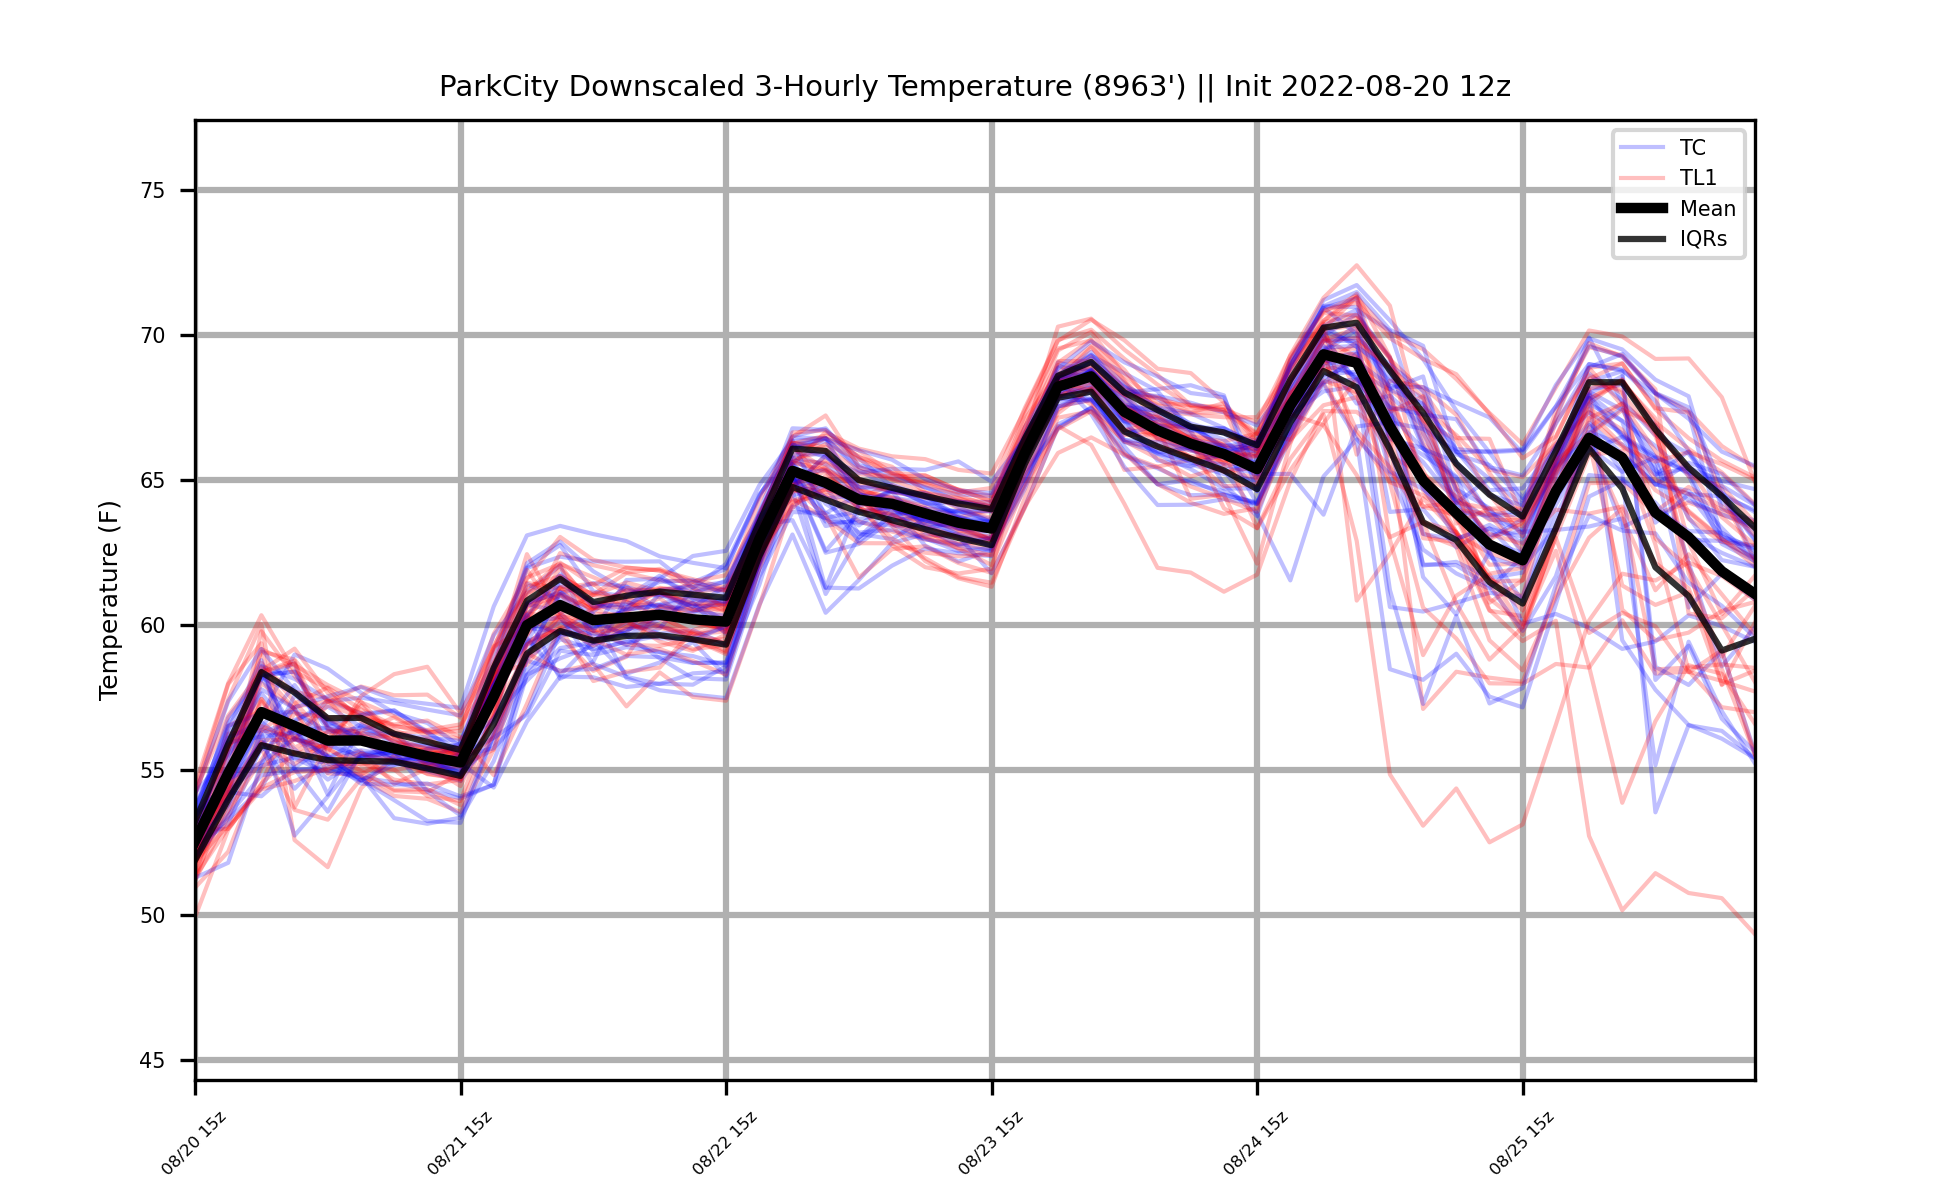 ParkCity Downscaled 3-Hourly Temperature (8963') || Init 2022-08-20 12z
TC
TL1
Mean
IQRs
Temperature (F)
75
70
65
60
55
50
45
08/20 15z
08/21 15z
08/22 15z
08/23 15z
08/24 15z
08/25 15z